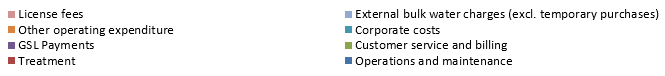 License fees
External bulk water charges (excl. temporary purchases)
Other operating expenditure
Corporate costs
GSL Payments
Customer service and billing
Treatment
Operations and maintenance